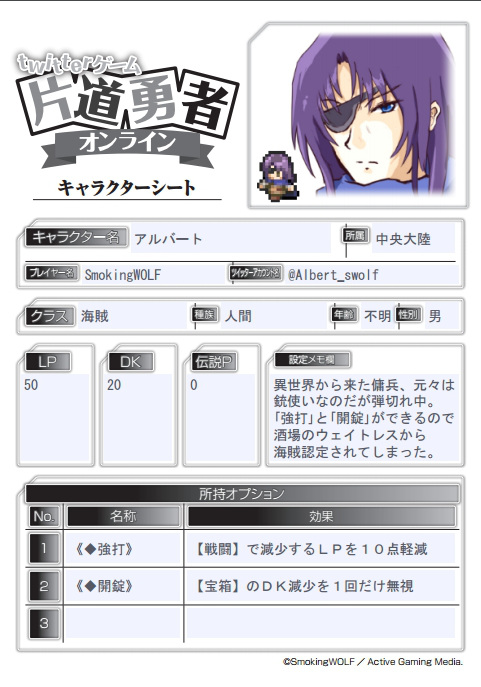 twitterゲーム
片道勇者
オンライン
キャラクターシート
キャラクター名 アルバート 所属 中央大陸
プレイヤー名 SmokingWOLF ツイッターアカウント名 @Albert_swolf
クラス 海賊 種族 人間 年齢 不明 性別 男
LP DK 伝説P 設定メモ欄
50 20 0 異世界から来た傭兵、元々は
銃使いなのだが弾切れ中。
「強打」と「開錠」ができるので
酒場のウェイトレスから
海賊認定されてしまった。
所持オプション
No. 名称 効果
1 《◆強打》 【戦闘】で減少するＬＰを１０点軽減
2 《◆開錠》 【宝箱】のＤＫ減少を１回だけ無視
3
©SmokingWOLF／Active Gaming Media.